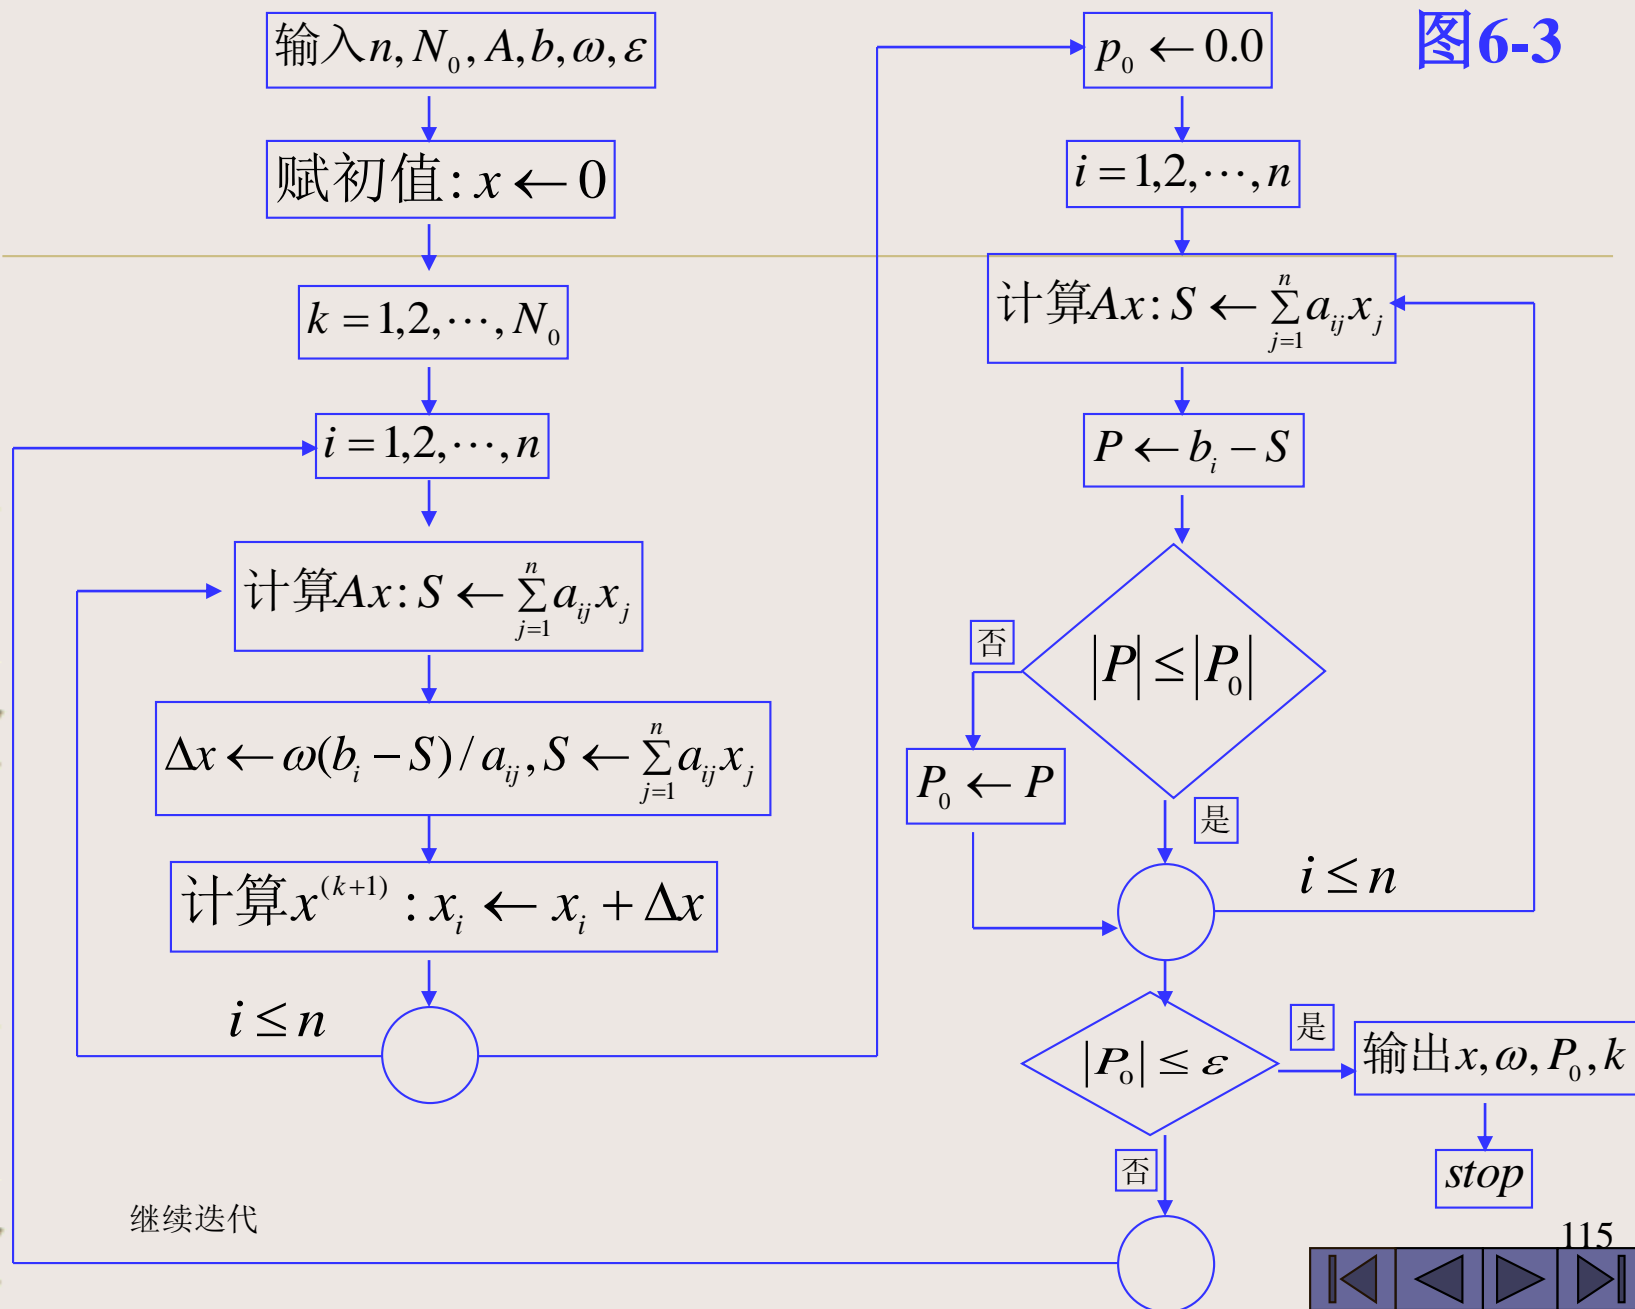 图6-3
输入n, N₀, A, b, ω, ε
赋初值: x ← 0
k = 1,2,⋯, N₀
i = 1,2,⋯, n
计算Ax: S ← ∑_{j=1}^{n} a_{ij} x_j
Δx ← ω(b_i − S) / a_{ij}, S ← ∑_{j=1}^{n} a_{ij} x_j
计算x^{(k+1)} : x_i ← x_i + Δx
i ≤ n
继续迭代
p₀ ← 0.0
i = 1,2,⋯, n
计算Ax: S ← ∑_{j=1}^{n} a_{ij} x_j
P ← b_i − S
|P| ≤ |P₀|
否
P₀ ← P
是
i ≤ n
|P₀| ≤ ε
是
输出x, ω, P₀, k
stop
否
115